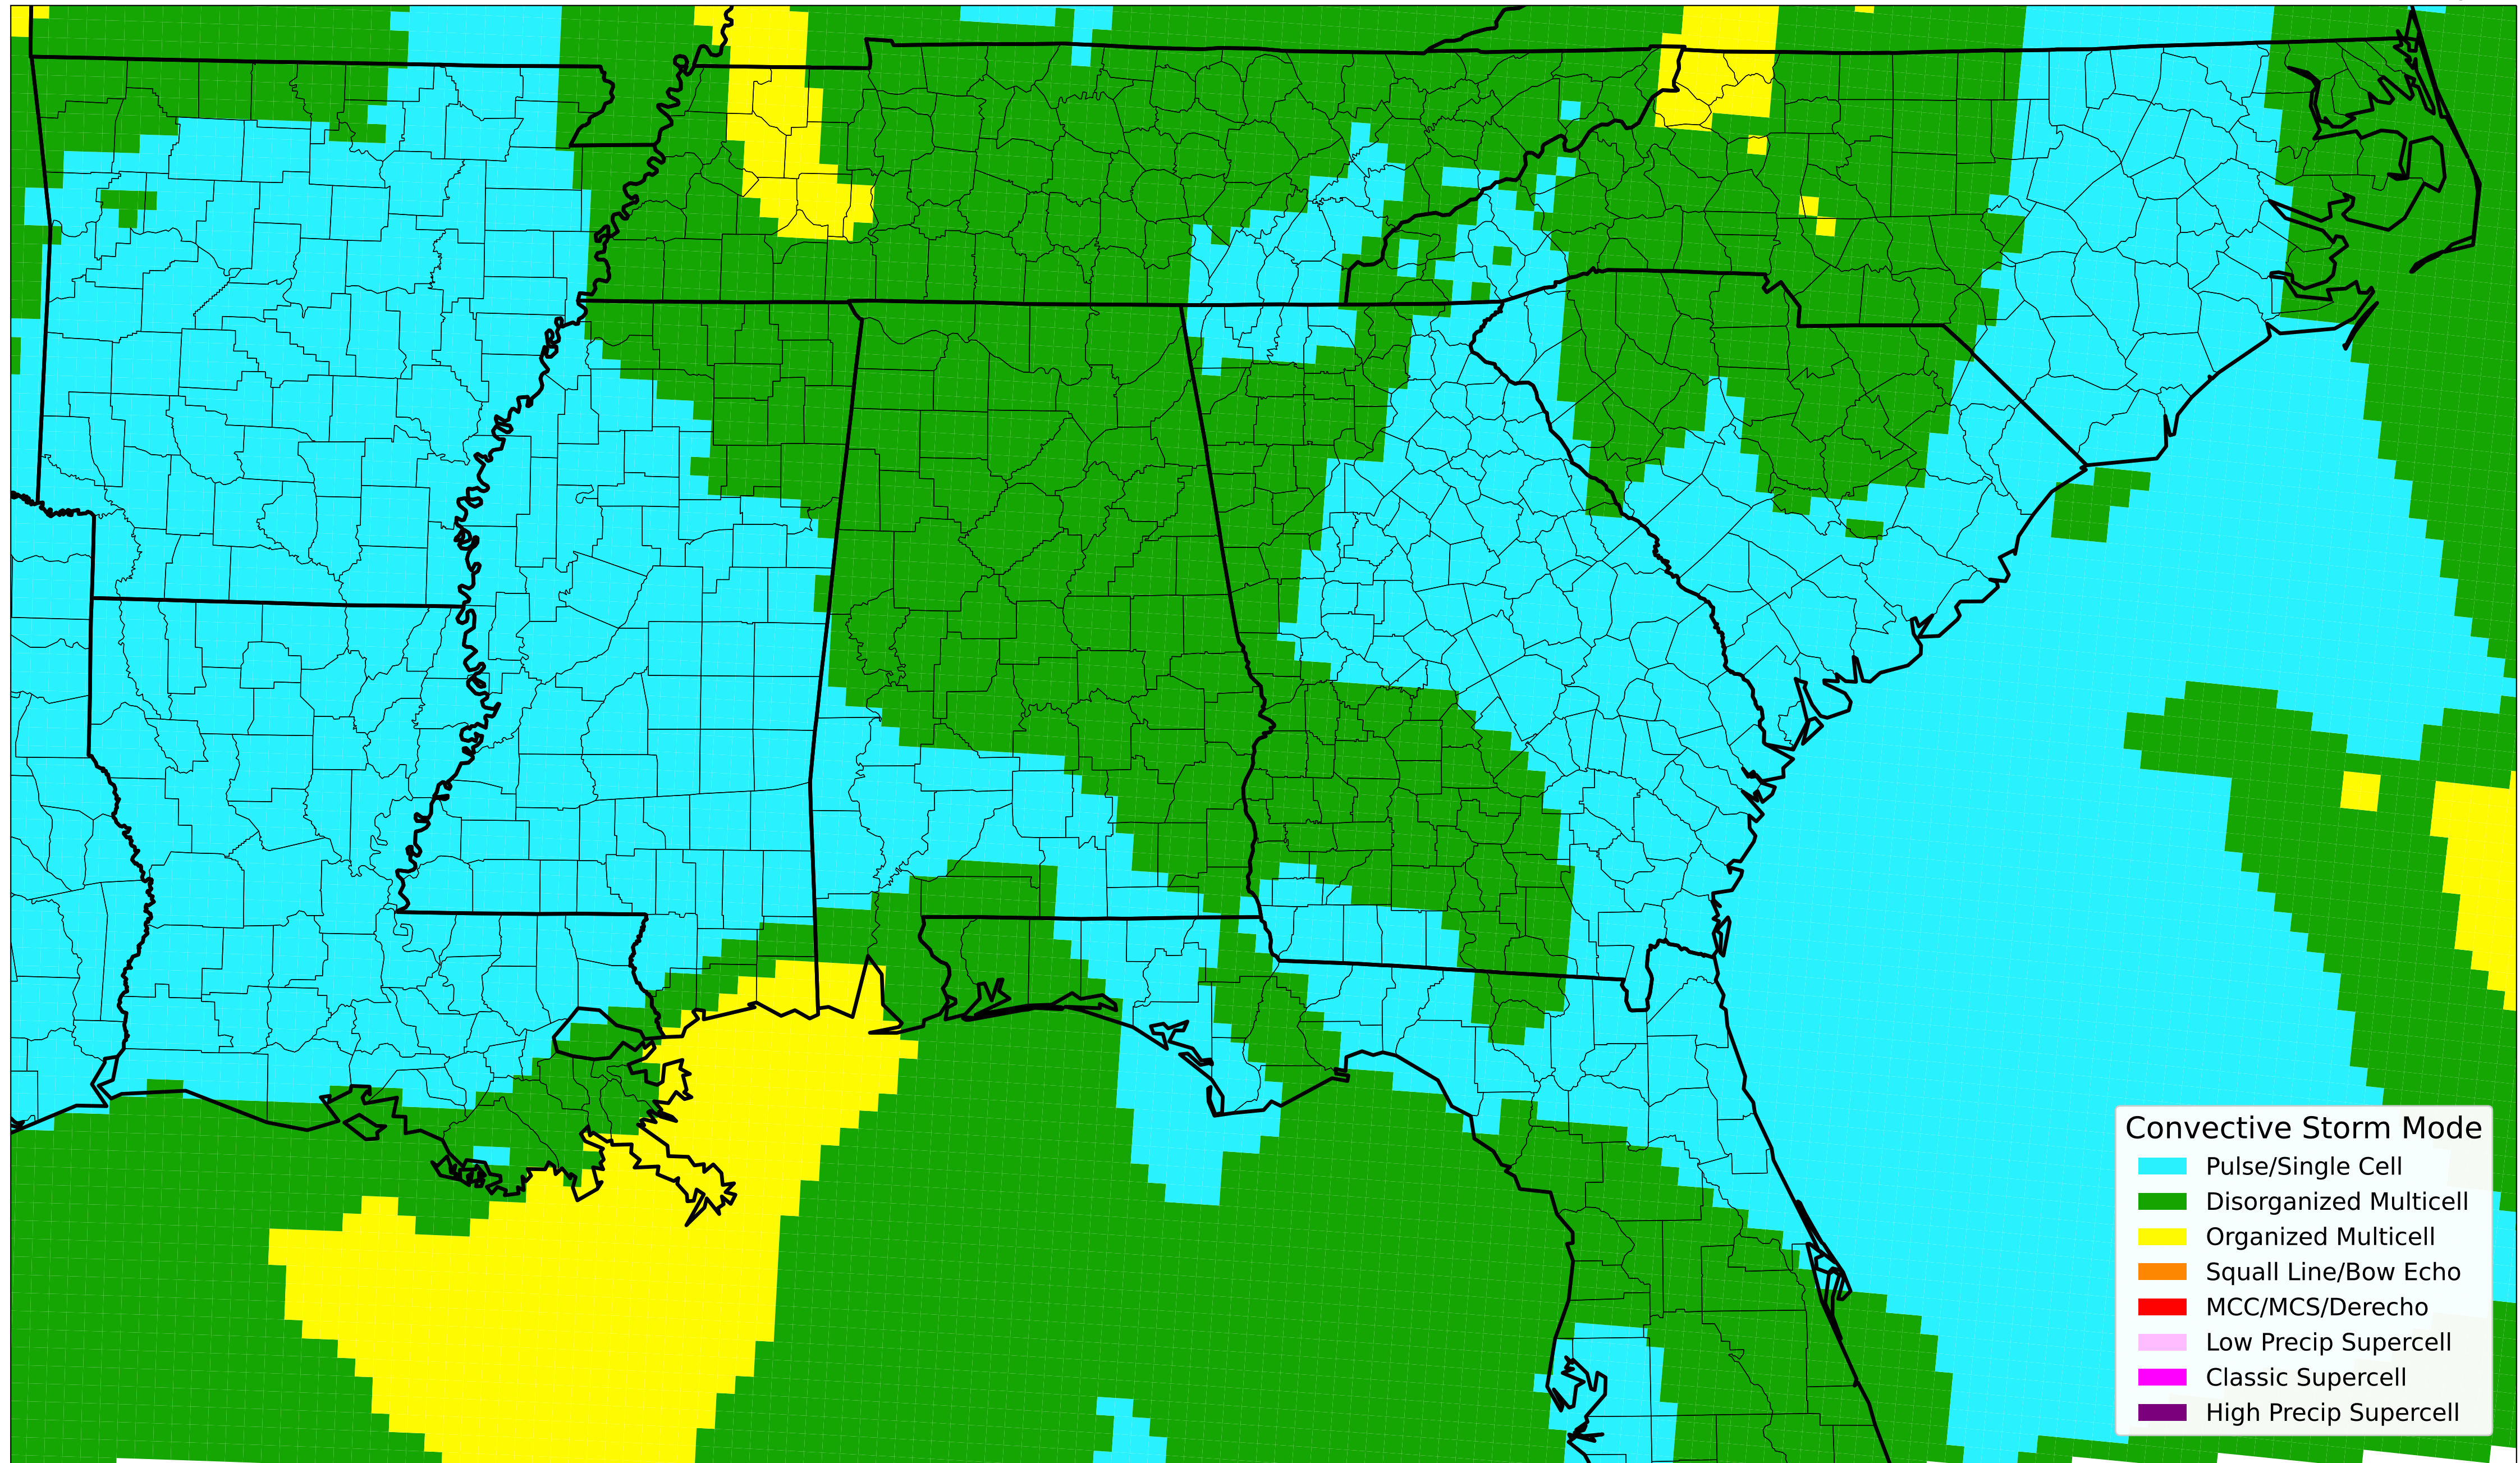 Convective Storm Mode
Pulse/Single Cell
Disorganized Multicell
Organized Multicell
Squall Line/Bow Echo
MCC/MCS/Derecho
Low Precip Supercell
Classic Supercell
High Precip Supercell